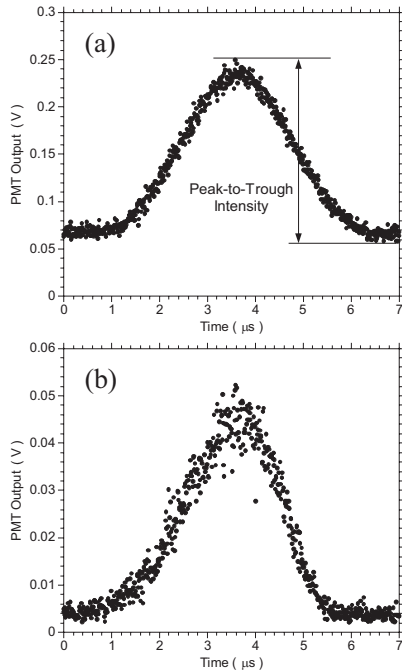 0.3
(a)
0.25
0.2
0.15
0.1
0.05
0
PMT Output ( V )
Peak-to-Trough
Intensity
0 1 2 3 4 5 6 7
Time ( μs )
0.06
(b)
0.05
0.04
0.03
0.02
0.01
0
PMT Output ( V )
0 1 2 3 4 5 6 7
Time ( μs )